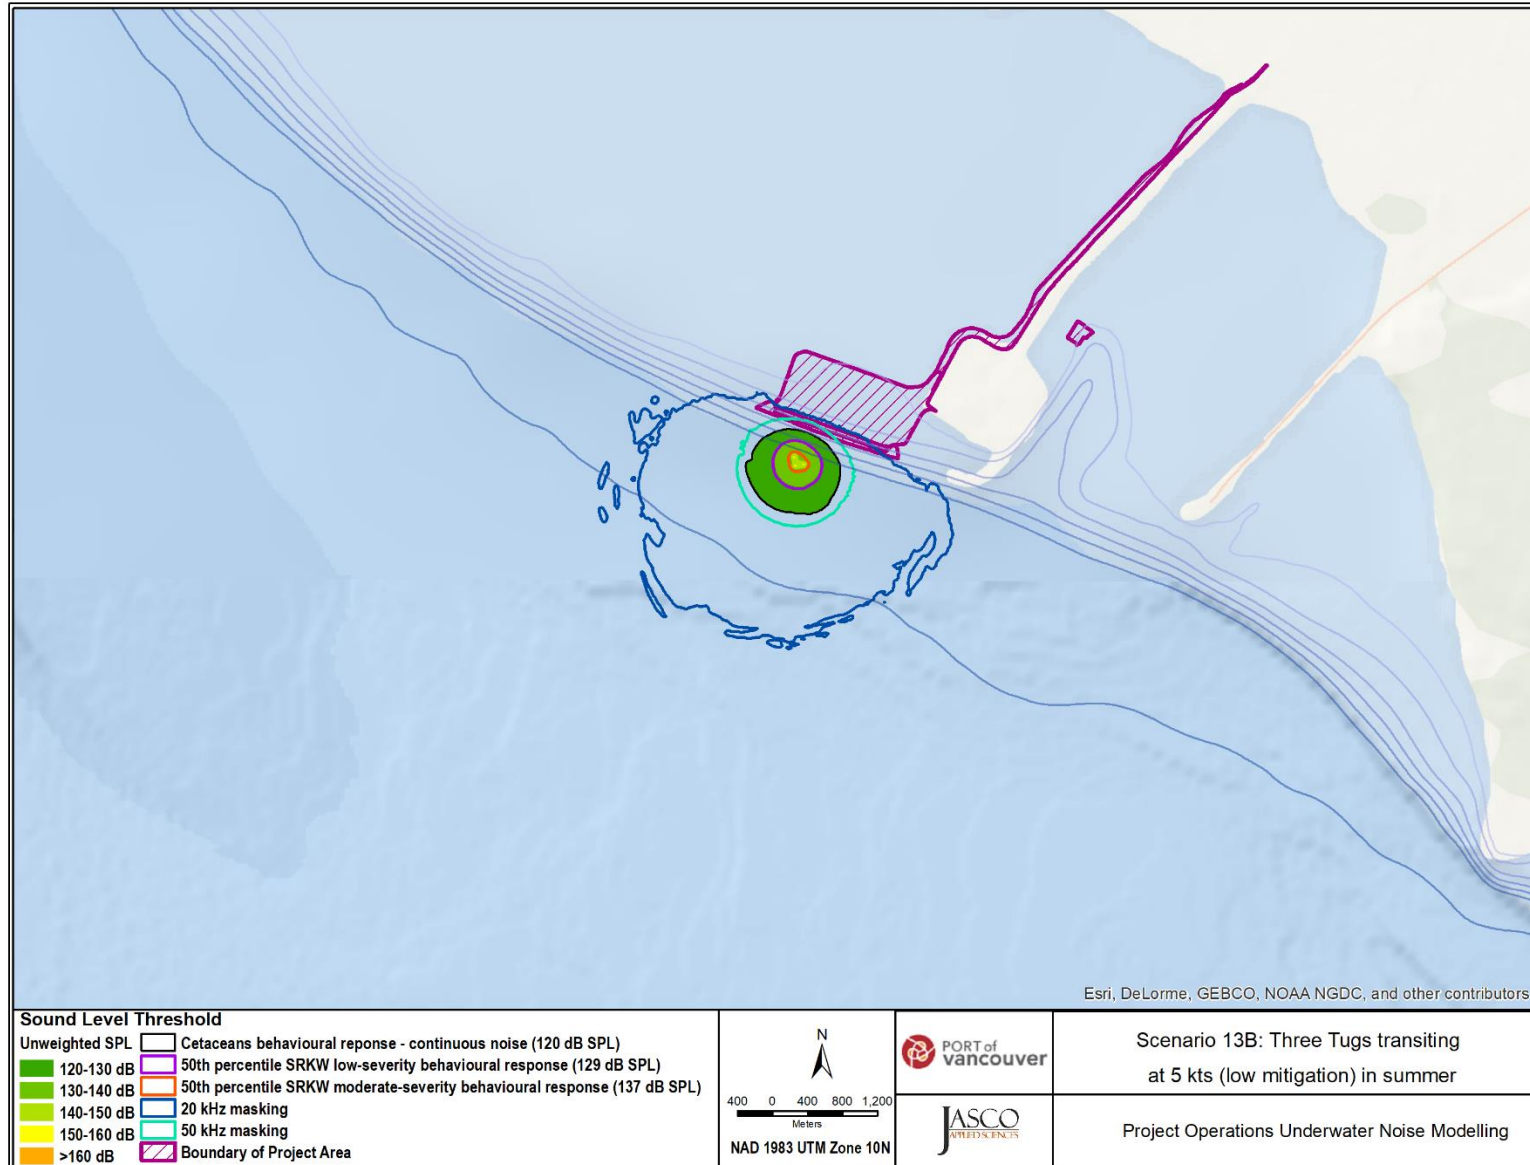 Esri, DeLorme, GEBCO, NOAA NGDC, and other contributors
Sound Level Threshold
Unweighted SPL
120-130 dB
130-140 dB
140-150 dB
150-160 dB
>160 dB
Cetaceans behavioural reponse - continuous noise (120 dB SPL)
50th percentile SRKW low-severity behavioural response (129 dB SPL)
50th percentile SRKW moderate-severity behavioural response (137 dB SPL)
20 kHz masking
50 kHz masking
Boundary of Project Area
N
400 0 400 800 1,200
Meters
NAD 1983 UTM Zone 10N
PORT of
vancouver
JASCO
APPLIED SCIENCES
Scenario 13B: Three Tugs transiting
at 5 kts (low mitigation) in summer
Project Operations Underwater Noise Modelling